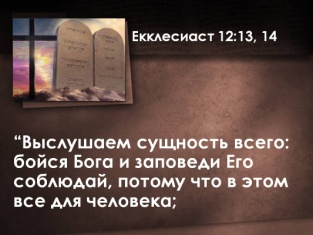 Екклесиаст 12:13, 14
“Выслушаем сущность всего:
бойся Бога и заповеди Его
соблюдай, потому что в этом
все для человека;